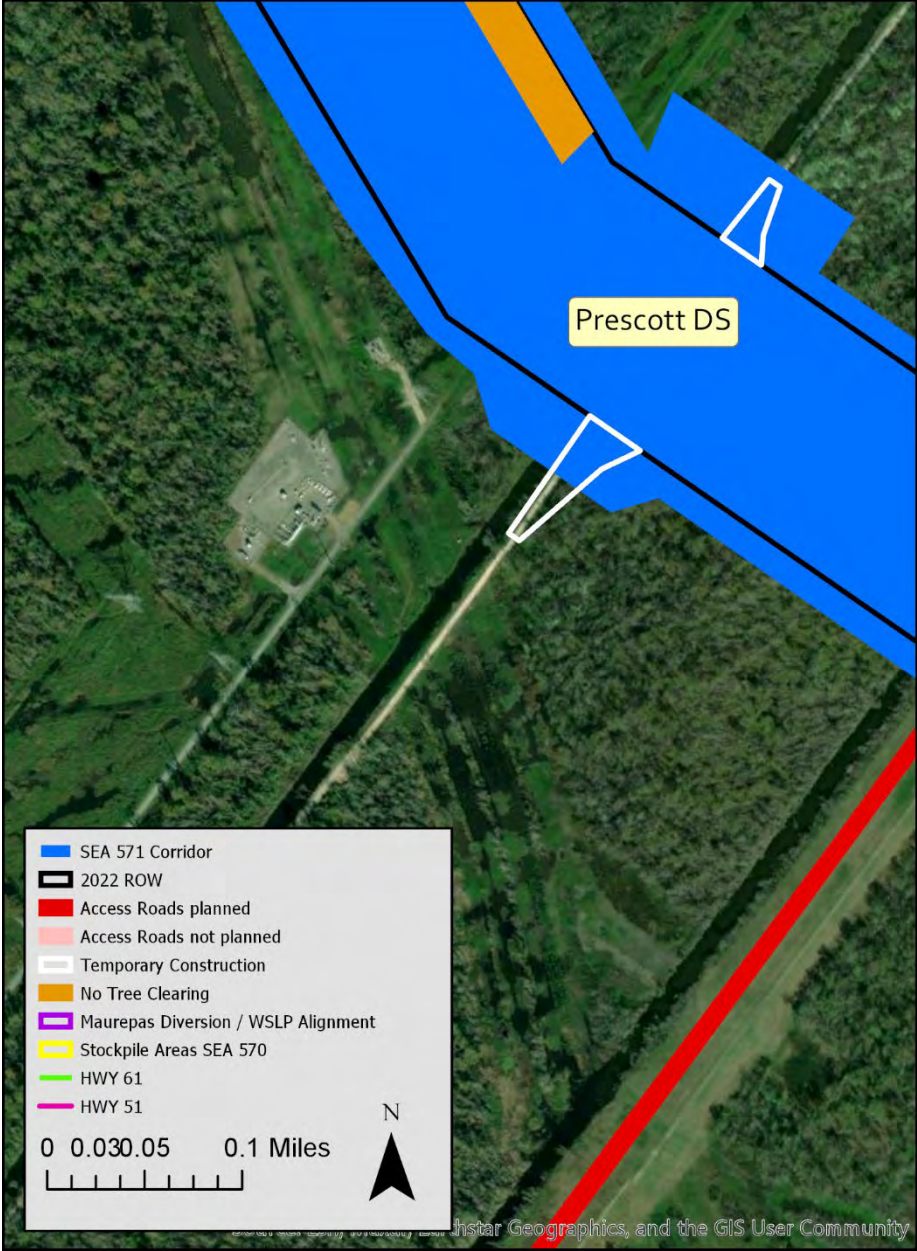 Prescott DS
SEA 571 Corridor
2022 ROW
Access Roads planned
Access Roads not planned
Temporary Construction
No Tree Clearing
Maurepas Diversion / WSLP Alignment
Stockpile Areas SEA 570
HWY 61
HWY 51
N
0 0.030.05 0.1 Miles
Geographics, and the GIS User Community